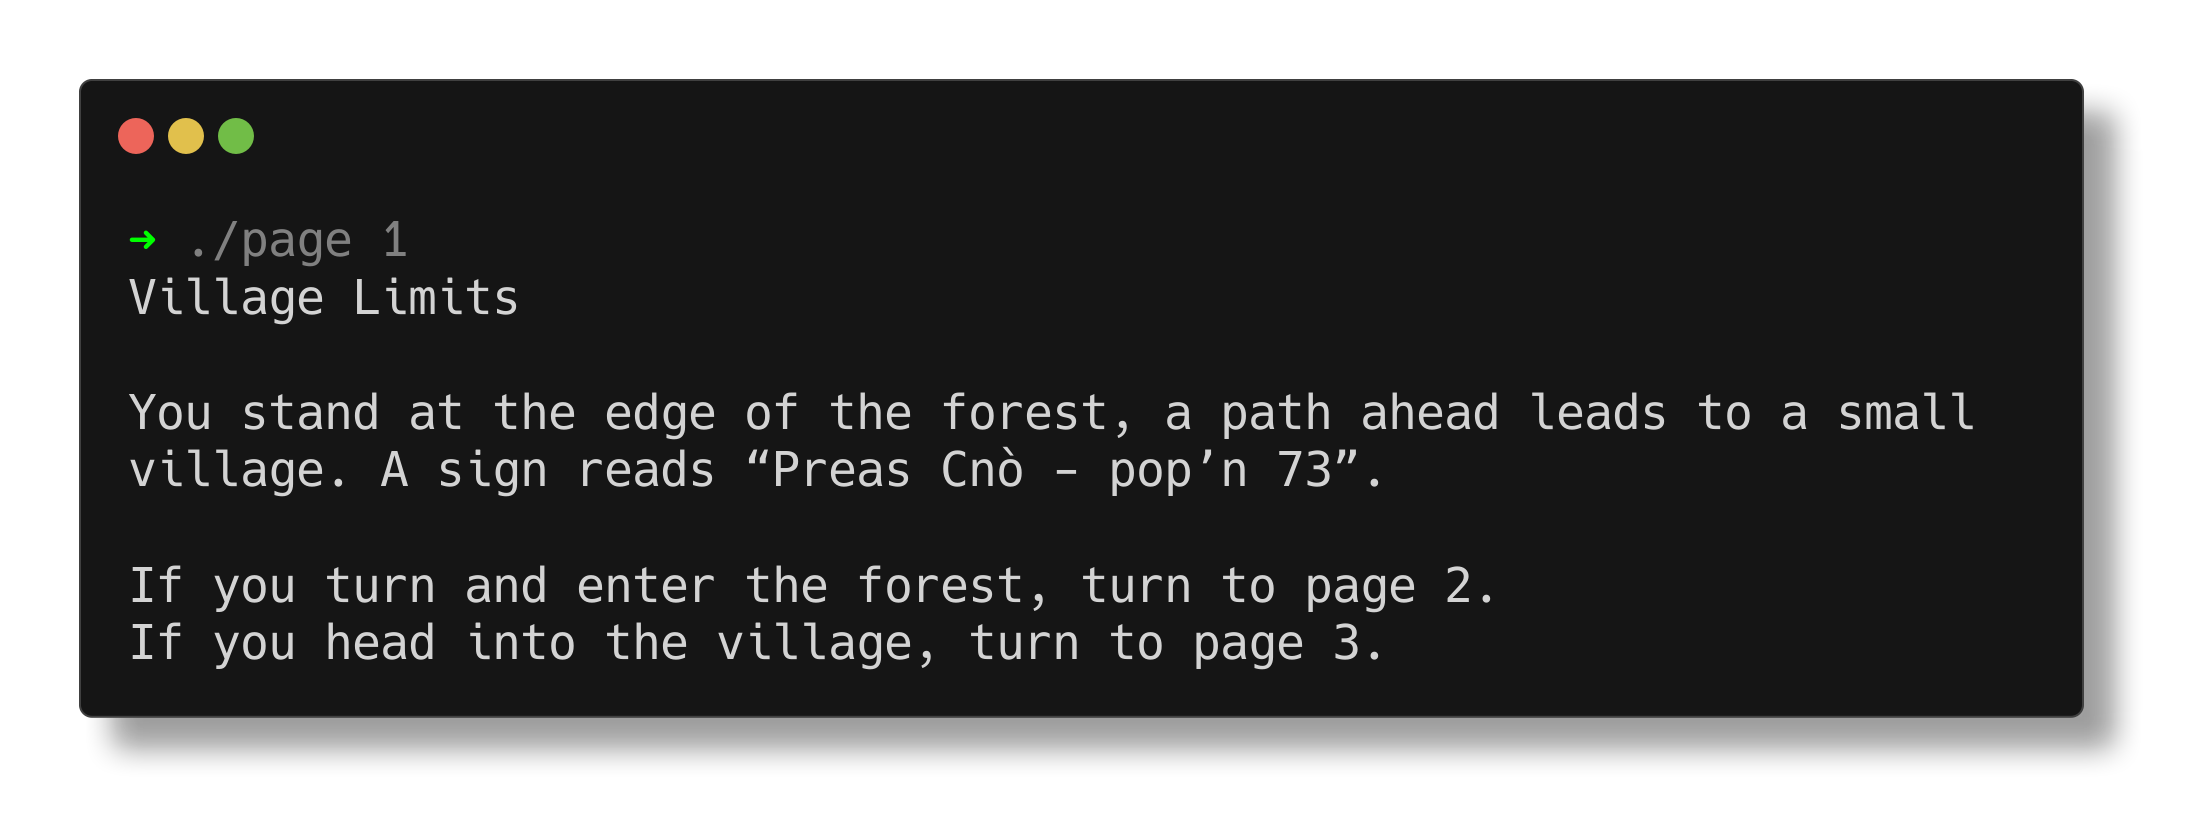 ➜ ./page 1
Village Limits
You stand at the edge of the forest, a path ahead leads to a small
village. A sign reads “Preas Cnò – pop’n 73”.
If you turn and enter the forest, turn to page 2.
If you head into the village, turn to page 3.